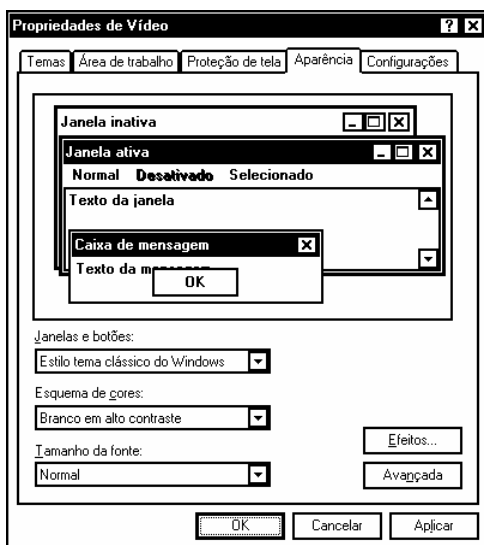 Propriedades de Vídeo
Temas Área de trabalho Proteção de tela Aparência Configurações
Janela inativa
Janela ativa
Normal Desativado Selecionado
Texto da janela
Caixa de mensagem
Texto da mensagem
OK
Janelas e botões:
Estilo tema clássico do Windows
Esquema de cores:
Branco em alto contraste
Efeitos...
Tamanho da fonte:
Normal
Avançada
OK Cancelar Aplicar